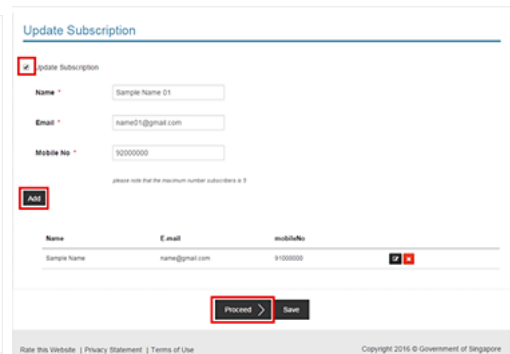 Update Subscription
Update Subscription
Name *
Sample Name 01
Email *
name01@gmail.com
Mobile No *
92000000
please note that the maximum number subscribers is 5
Add
Name E-mail mobileNo
Sample Name name@gmail.com 91000000
Proceed Save
Rate this Website | Privacy Statement | Terms of Use Copyright 2016 © Government of Singapore